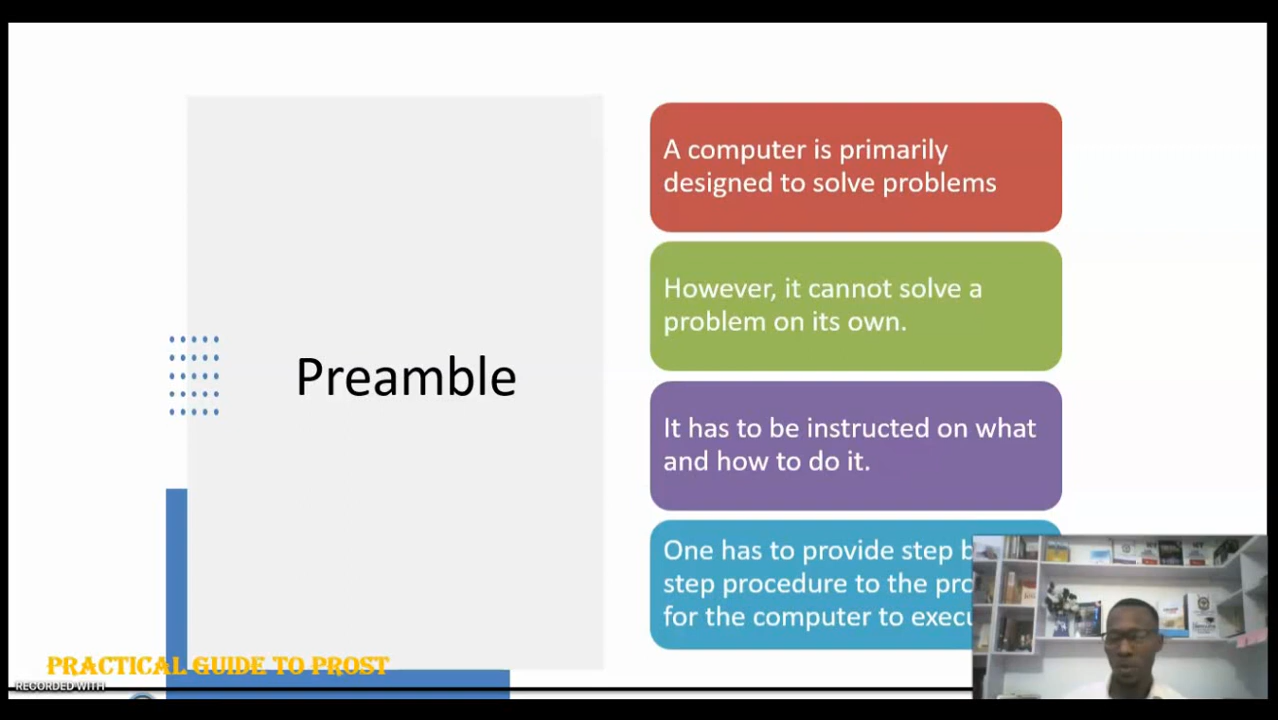 Preamble
A computer is primarily
designed to solve problems
However, it cannot solve a
problem on its own.
It has to be instructed on what
and how to do it.
One has to provide step
step procedure to the
for the computer to
PRACTICAL GUIDE TO PROST
RECORDED WITH